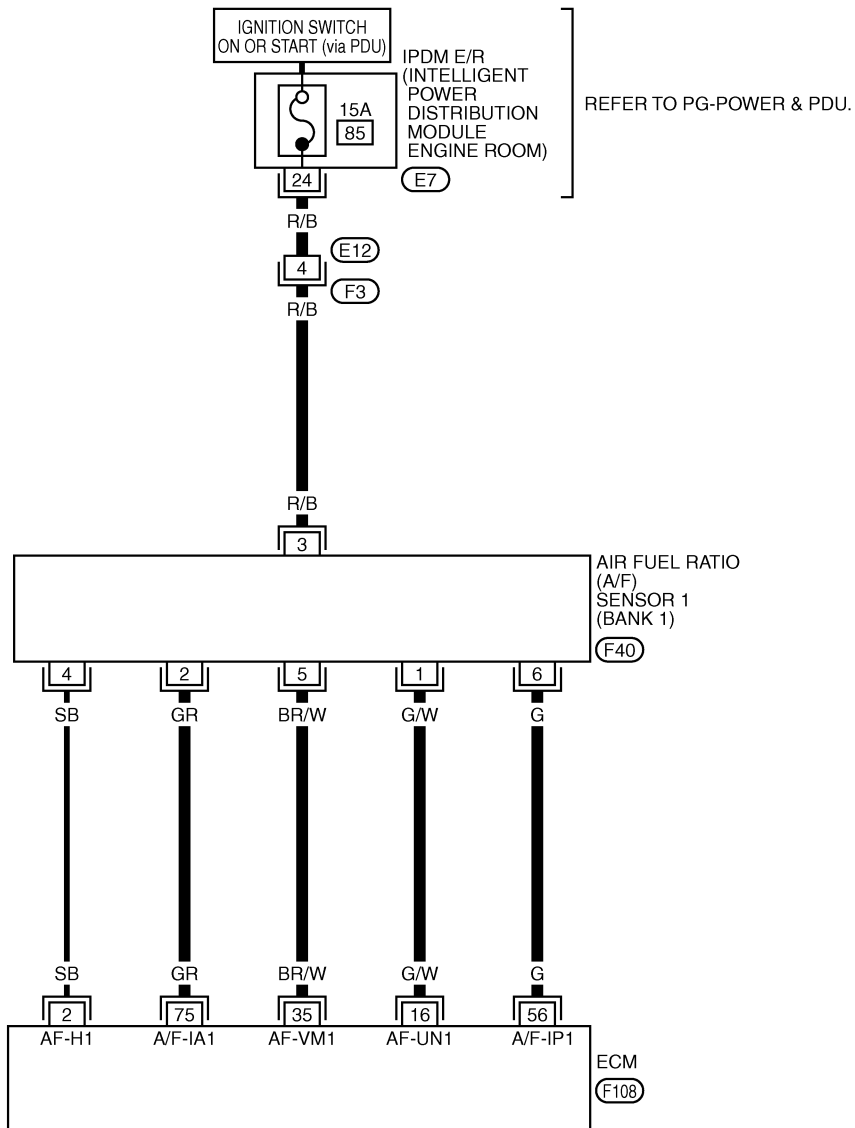 IGNITION SWITCH
ON OR START (via PDU)
IPDM E/R
(INTELLIGENT
POWER
DISTRIBUTION
MODULE
ENGINE ROOM)
REFER TO PG-POWER & PDU.
15A
85
24
E7
R/B
E12
4
F3
R/B
R/B
3
AIR FUEL RATIO
(A/F)
SENSOR 1
(BANK 1)
F40
4 2 5 1 6
SB GR BR/W G/W G
SB GR BR/W G/W G
2 75 35 16 56
AF-H1 A/F-IA1 AF-VM1 AF-UN1 A/F-IP1
ECM
F108